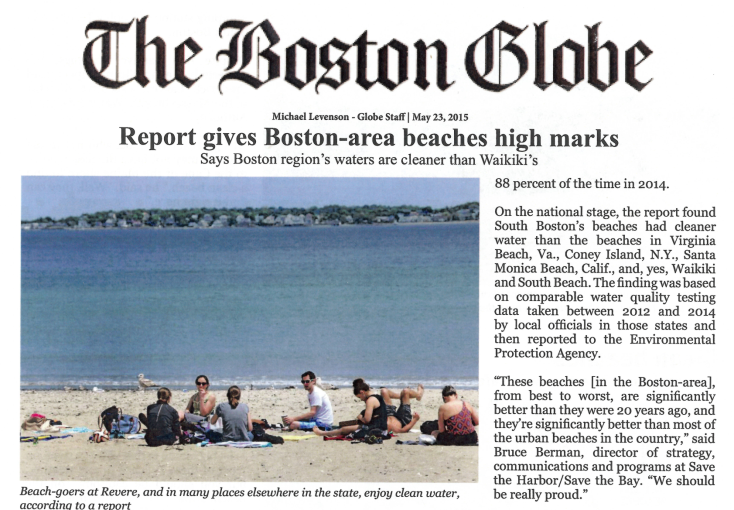 The Boston Globe
Michael Levenson - Globe Staff | May 23, 2015
Report gives Boston-area beaches high marks
Says Boston region's waters are cleaner than Waikiki's
88 percent of the time in 2014.
On the national stage, the report found
South Boston's beaches had cleaner
water than the beaches in Virginia
Beach, Va., Coney Island, N.Y., Santa
Monica Beach, Calif., and, yes, Waikiki
and South Beach. The finding was based
on comparable water quality testing
data taken between 2012 and 2014
by local officials in those states and
then reported to the Environmental
Protection Agency.
“These beaches [in the Boston-area],
from best to worst, are significantly
better than they were 20 years ago, and
they're significantly better than most of
the urban beaches in the country,” said
Bruce Berman, director of strategy,
communications and programs at Save
the Harbor/Save the Bay. “We should
be really proud.”
Beach-goers at Revere, and in many places elsewhere in the state, enjoy clean water,
according to a report